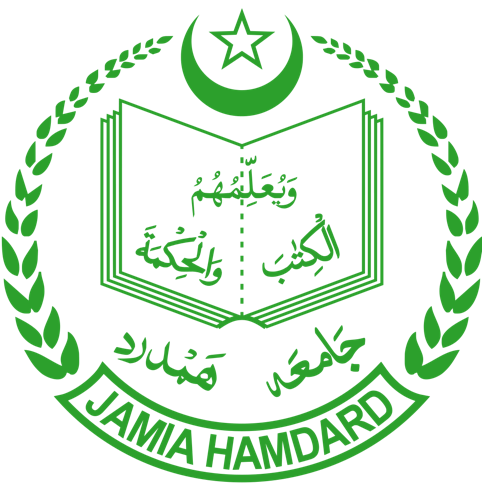 وَيُعَلِّمُهُمُ
الْكِتٰبَ وَالْحِكْمَةَ
جامعہ ہمدرد
JAMIA HAMDARD